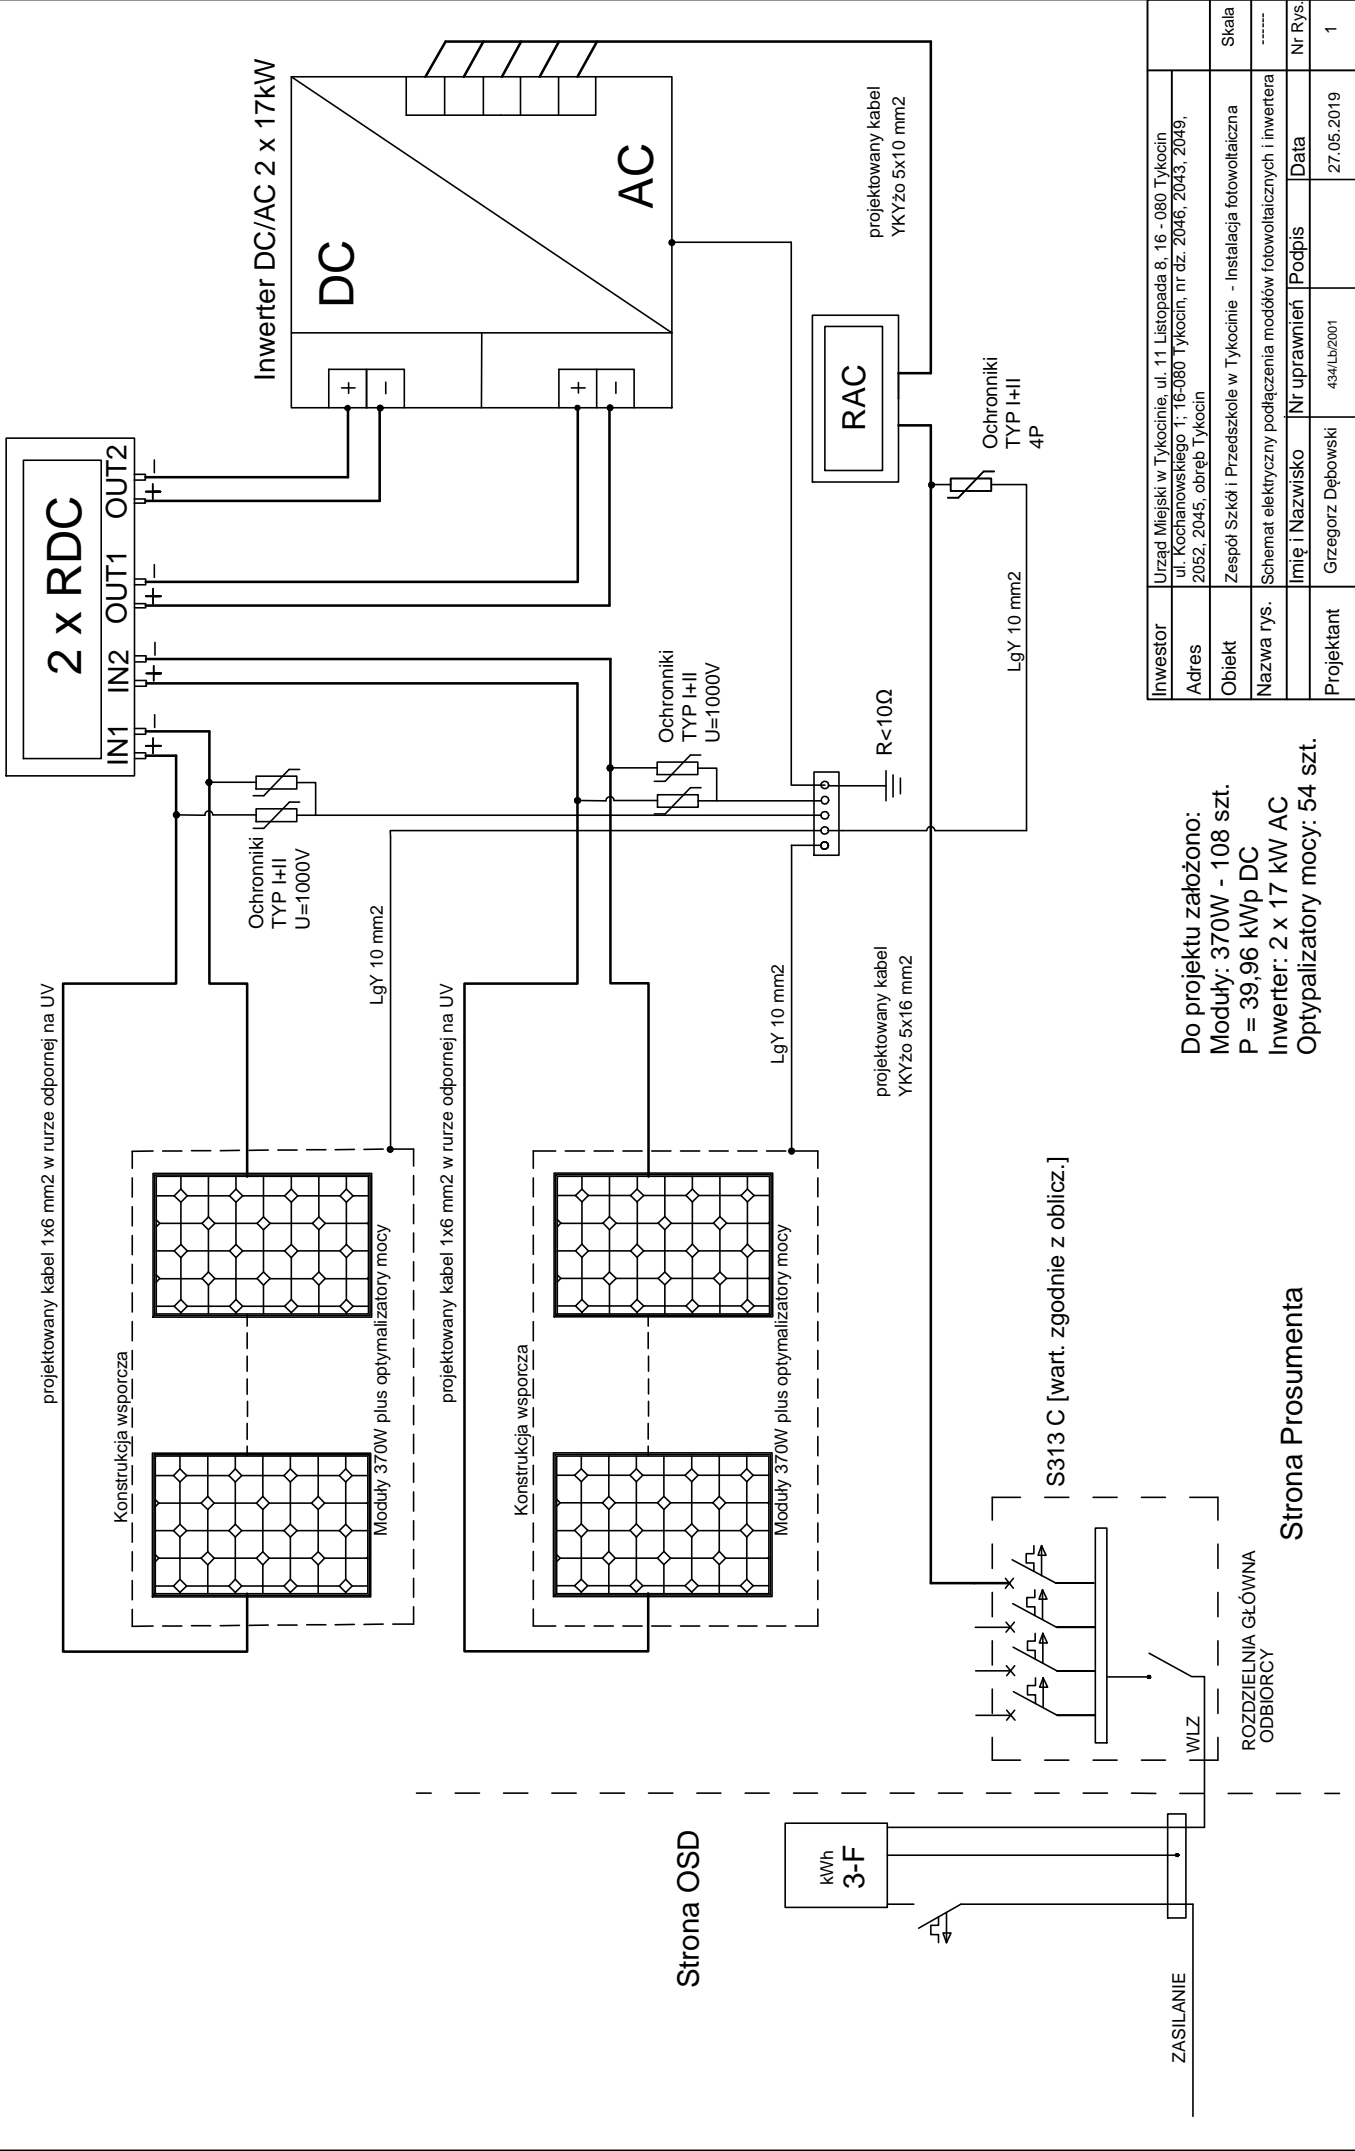 2 x RDC
IN1
IN2
OUT1
OUT2
+
−
+
−
+
−
+
−
Inwerter DC/AC 2 x 17kW
DC
AC
+
−
+
−
projektowany kabel 1x6 mm2 w rurze odpornej na UV
Konstrukcja wsporcza
Moduły 370W plus optymalizatory mocy
Ochronniki
TYP I+II
U=1000V
LgY 10 mm2
projektowany kabel 1x6 mm2 w rurze odpornej na UV
Konstrukcja wsporcza
Moduły 370W plus optymalizatory mocy
Ochronniki
TYP I+II
U=1000V
LgY 10 mm2
R<10Ω
RAC
projektowany kabel
YKYżo 5x10 mm2
Ochronniki
TYP I+II
4P
LgY 10 mm2
projektowany kabel
YKYżo 5x16 mm2
Strona OSD
kWh
3-F
ZASILANIE
WLZ
S313 C [wart. zgodnie z oblicz.]
ROZDZIELNIA GŁÓWNA
ODBIORCY
Strona Prosumenta
Do projektu założono:
Moduły: 370W - 108 szt.
P = 39,96 kWp DC
Inwerter: 2 x 17 kW AC
Optypalizatory mocy: 54 szt.
Inwestor Urząd Miejski w Tykocinie, ul. 11 Listopada 8, 16 - 080 Tykocin
Adres ul. Kochanowskiego 1; 16-080 Tykocin, nr dz. 2046, 2043, 2049,
2052, 2045, obręb Tykocin
Obiekt Zespół Szkół i Przedszkole w Tykocinie - Instalacja fotowoltaiczna Skala
Nazwa rys. Schemat elektryczny podłączenia modółów fotowoltaicznych i inwertera ------
Imię i Nazwisko Nr uprawnień Podpis Data Nr Rys.
Projektant Grzegorz Dębowski 434/Lb/2001 27.05.2019 1